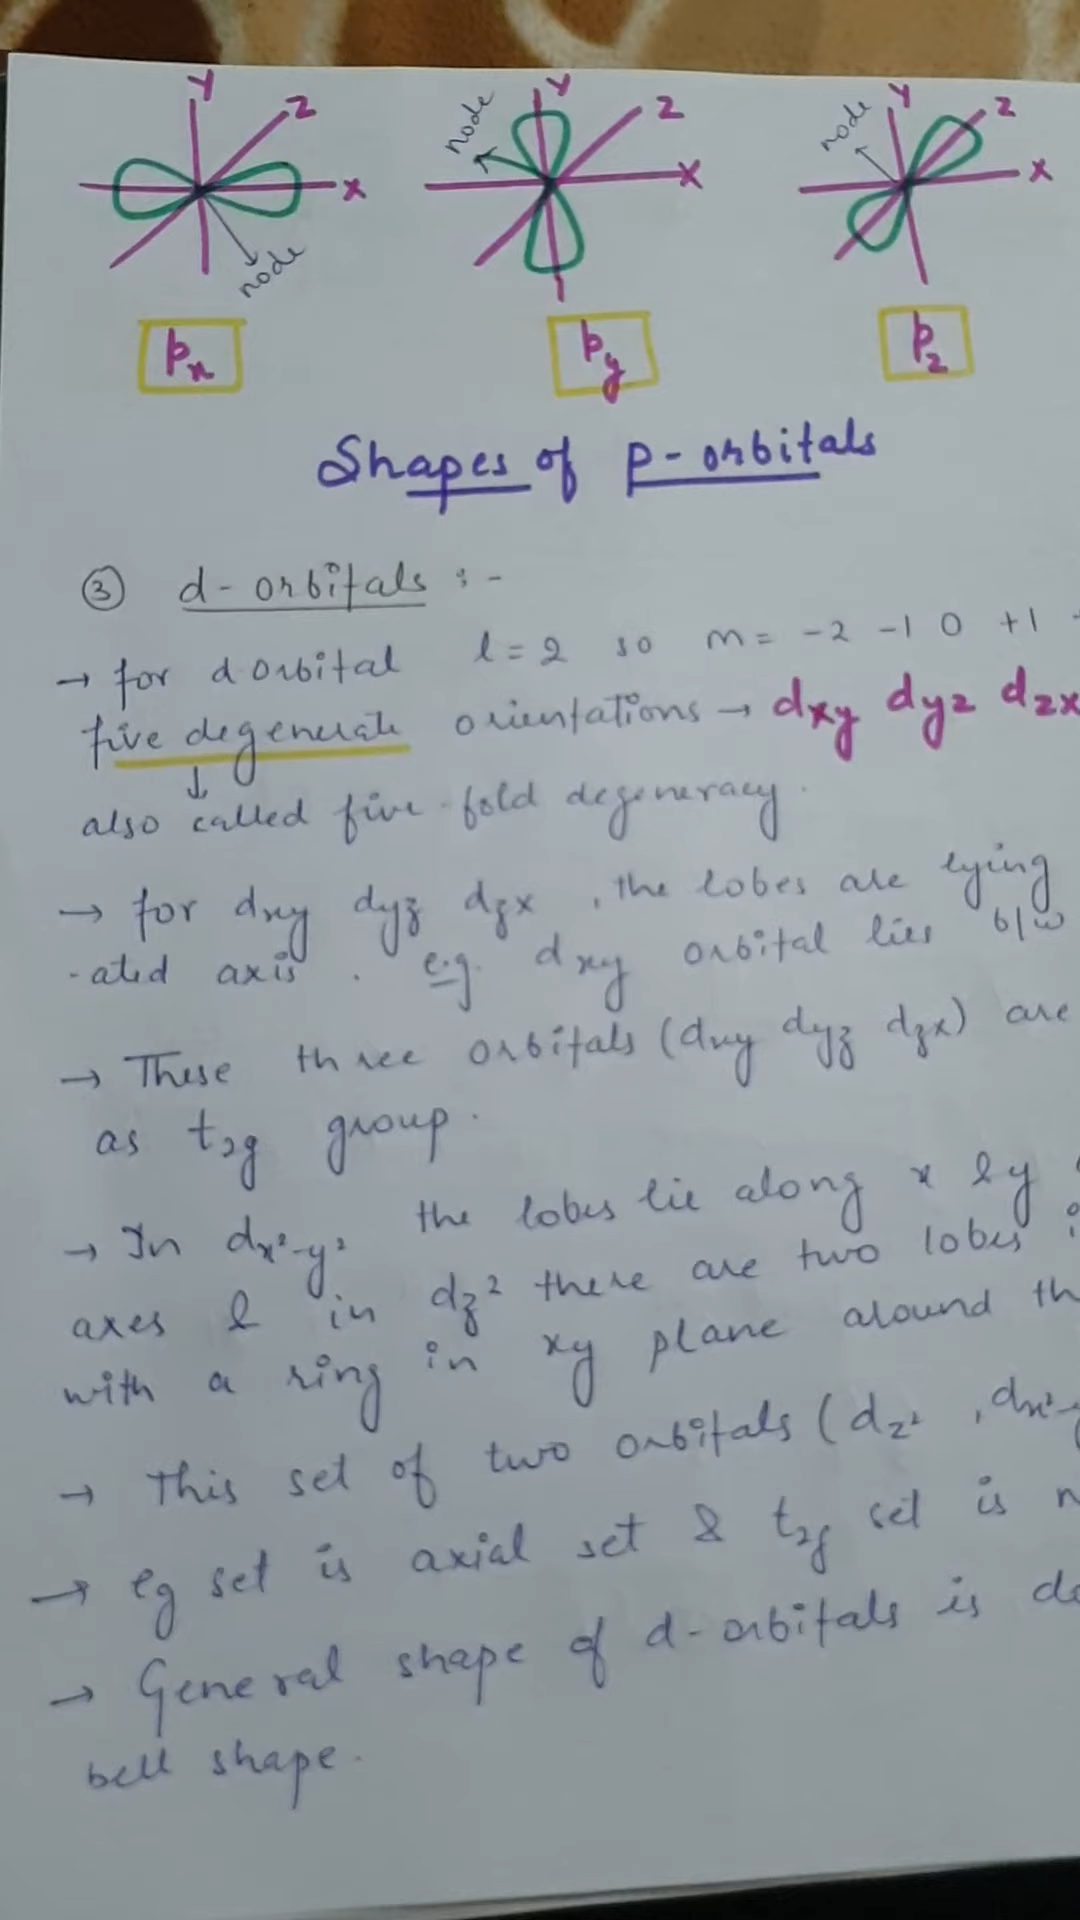 Y Z X node
node Y Z X
node Y Z X
px py pz
Shapes of p-orbitals
③ d-orbitals :-
→ for d orbital l=2 so m= -2 -1 0 +1
five degenerate orientations → dxy dyz dzx
↓
also called five-fold degeneracy.
→ for dxy dyz dzx, the lobes are lying
-ated axis. e.g. dxy orbital lies b/w
→ These three orbitals (dxy dyz dzx) are
as t2g group.
→ In dx²-y² the lobes lie along x & y
axes & in dz² there are two lobes
with a ring in xy plane around
→ This set of two orbitals (dz², dx²-
→ eg set is axial set & t2g set is
→ General shape of d-orbitals is
bell shape.